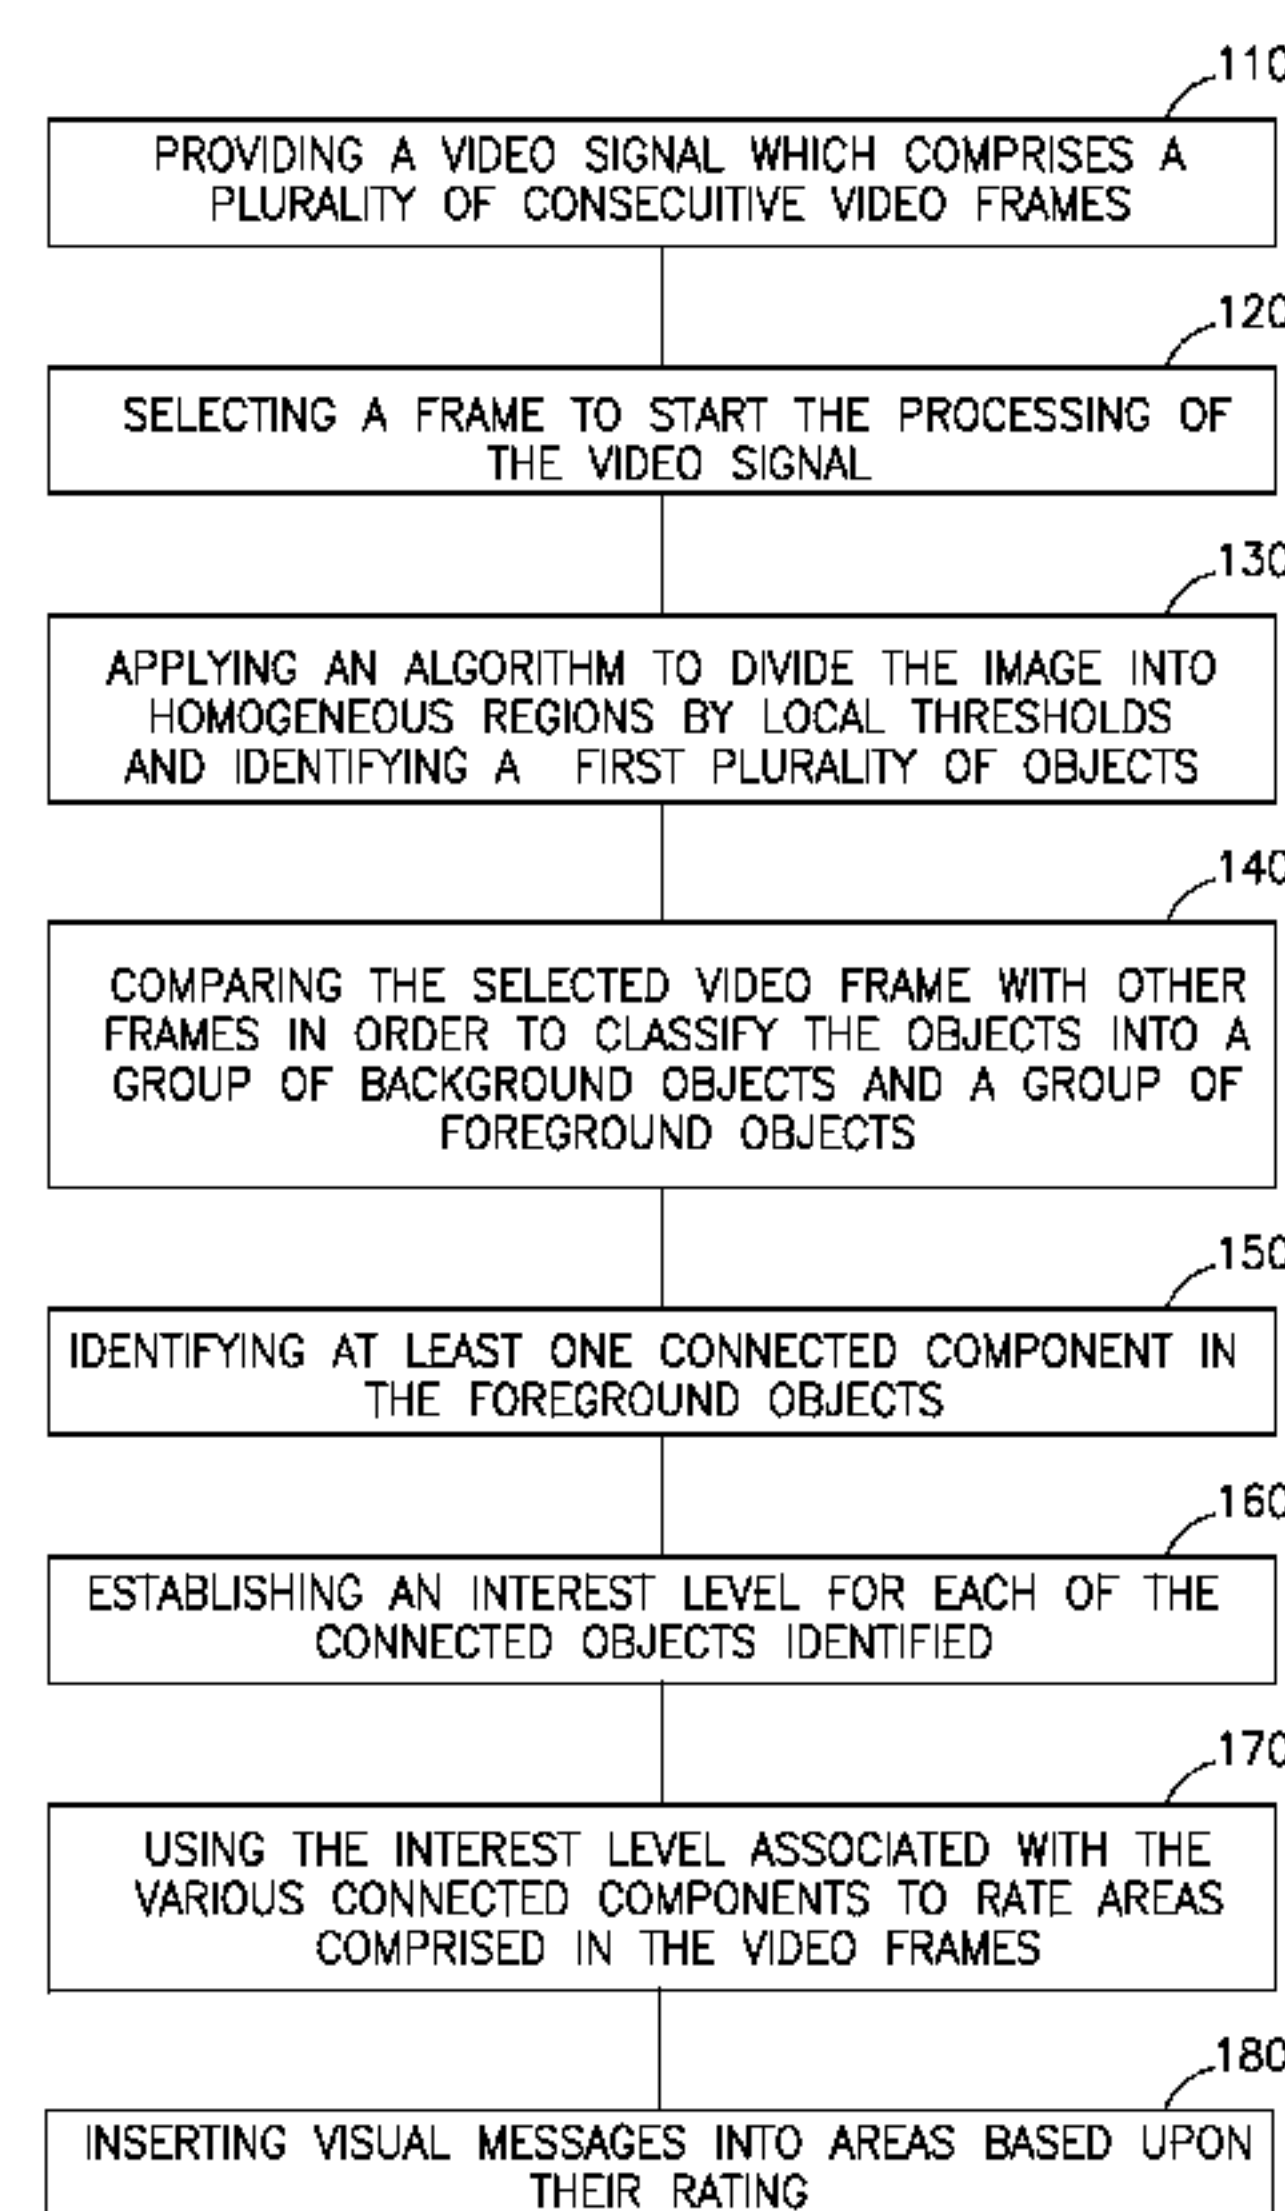 110
PROVIDING A VIDEO SIGNAL WHICH COMPRISES A
PLURALITY OF CONSECUITIVE VIDEO FRAMES
120
SELECTING A FRAME TO START THE PROCESSING OF
THE VIDEO SIGNAL
130
APPLYING AN ALGORITHM TO DIVIDE THE IMAGE INTO
HOMOGENEOUS REGIONS BY LOCAL THRESHOLDS
AND IDENTIFYING A FIRST PLURALITY OF OBJECTS
140
COMPARING THE SELECTED VIDEO FRAME WITH OTHER
FRAMES IN ORDER TO CLASSIFY THE OBJECTS INTO A
GROUP OF BACKGROUND OBJECTS AND A GROUP OF
FOREGROUND OBJECTS
150
IDENTIFYING AT LEAST ONE CONNECTED COMPONENT IN
THE FOREGROUND OBJECTS
160
ESTABLISHING AN INTEREST LEVEL FOR EACH OF THE
CONNECTED OBJECTS IDENTIFIED
170
USING THE INTEREST LEVEL ASSOCIATED WITH THE
VARIOUS CONNECTED COMPONENTS TO RATE AREAS
COMPRISED IN THE VIDEO FRAMES
180
INSERTING VISUAL MESSAGES INTO AREAS BASED UPON
THEIR RATING